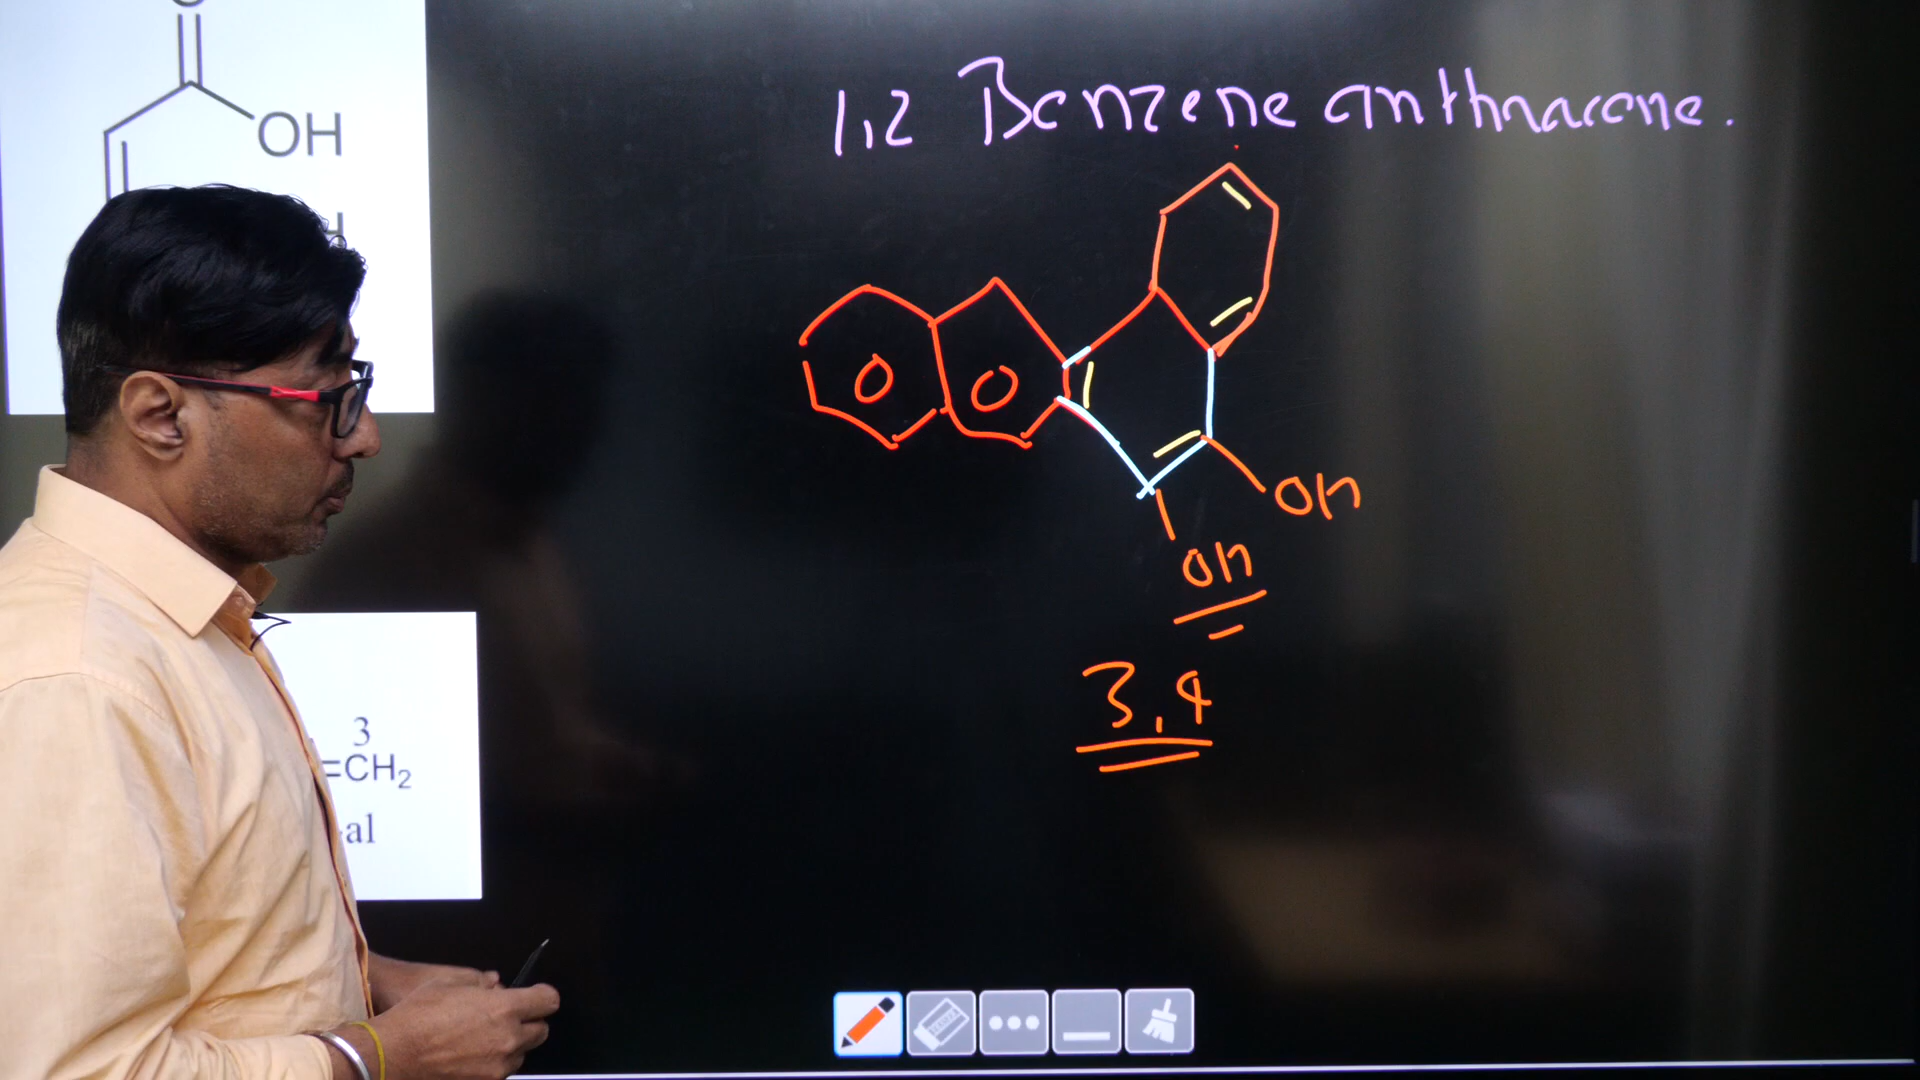 O
OH
H
1,2 Benzene anthracene.
O O
OH
OH
3,4
3
=CH2
al